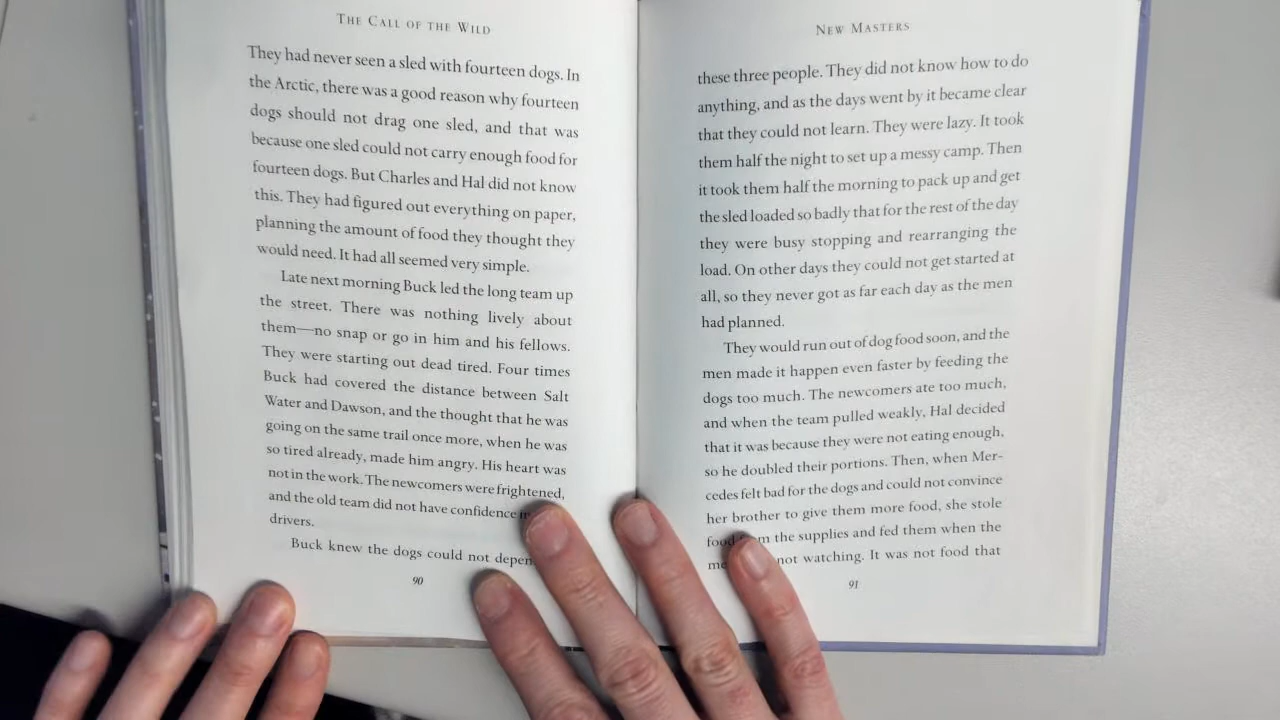 THE CALL OF THE WILD
They had never seen a sled with fourteen dogs. In
the Arctic, there was a good reason why fourteen
dogs should not drag one sled, and that was
because one sled could not carry enough food for
fourteen dogs. But Charles and Hal did not know
this. They had figured out everything on paper,
planning the amount of food they thought they
would need. It had all seemed very simple.
Late next morning Buck led the long team up
the street. There was nothing lively about
them—no snap or go in him and his fellows.
They were starting out dead tired. Four times
Buck had covered the distance between Salt
Water and Dawson, and the thought that he was
going on the same trail once more, when he was
so tired already, made him angry. His heart was
not in the work. The newcomers were frightened,
and the old team did not have confidence
drivers.
Buck knew the dogs could not
90
NEW MASTERS
these three people. They did not know how to do
anything, and as the days went by it became clear
that they could not learn. They were lazy. It took
them half the night to set up a messy camp. Then
it took them half the morning to pack up and get
the sled loaded so badly that for the rest of the day
they were busy stopping and rearranging the
load. On other days they could not get started at
all, so they never got as far each day as the men
had planned.
They would run out of dog food soon, and the
men made it happen even faster by feeding the
dogs too much. The newcomers ate too much,
and when the team pulled weakly, Hal decided
that it was because they were not eating enough,
so he doubled their portions. Then, when Mer-
cedes felt bad for the dogs and could not convince
her brother to give them more food, she stole
food the supplies and fed them when the
not watching. It was not food that
91